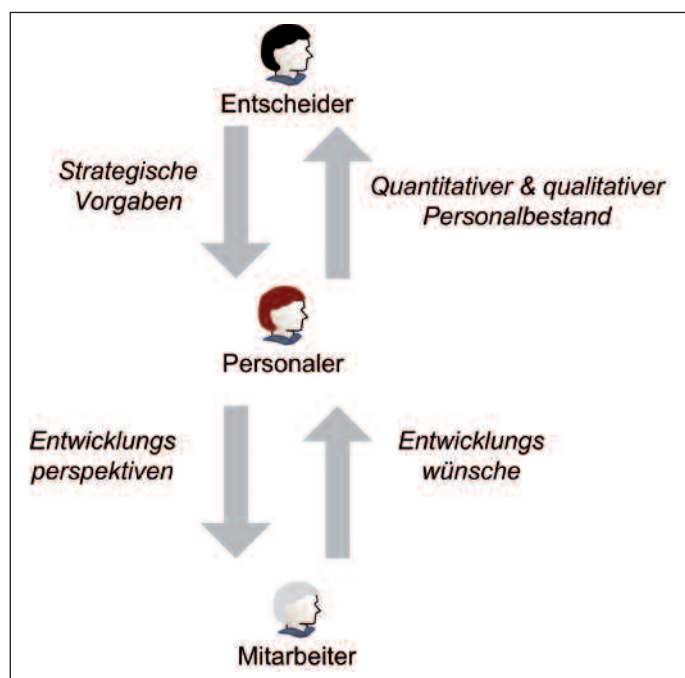 Entscheider
Strategische
Vorgaben
Quantitativer & qualitativer
Personalbestand
Personaler
Entwicklungs
perspektiven
Entwicklungs
wünsche
Mitarbeiter